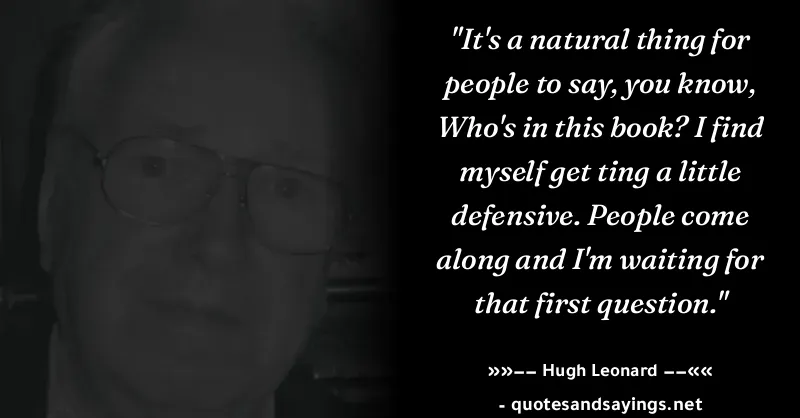 "It's a natural thing for
people to say, you know,
Who's in this book? I find
myself get ting a little
defensive. People come
along and I'm waiting for
that first question."
»»–– Hugh Leonard ––««
- quotesandsayings.net